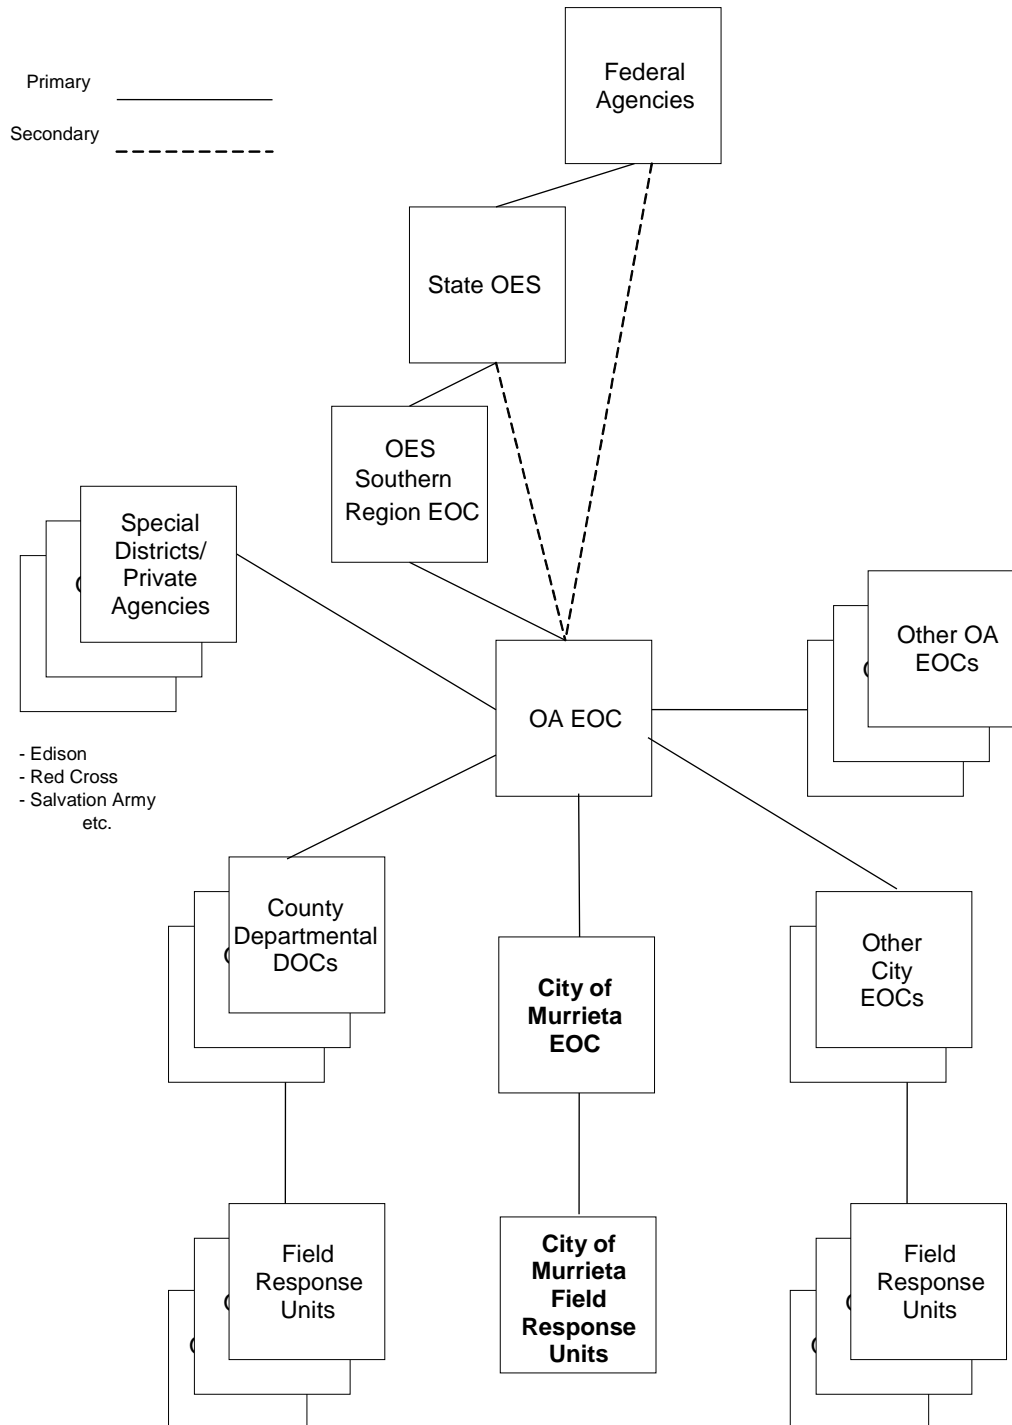 Primary
Secondary
Federal
Agencies
State OES
OES
Southern
Region EOC
Special
Districts/
Private
Agencies
- Edison
- Red Cross
- Salvation Army
etc.
OA EOC
Other OA
EOCs
County
Departmental
DOCs
City of
Murrieta
EOC
Other
City
EOCs
Field
Response
Units
City of
Murrieta
Field
Response
Units
Field
Response
Units